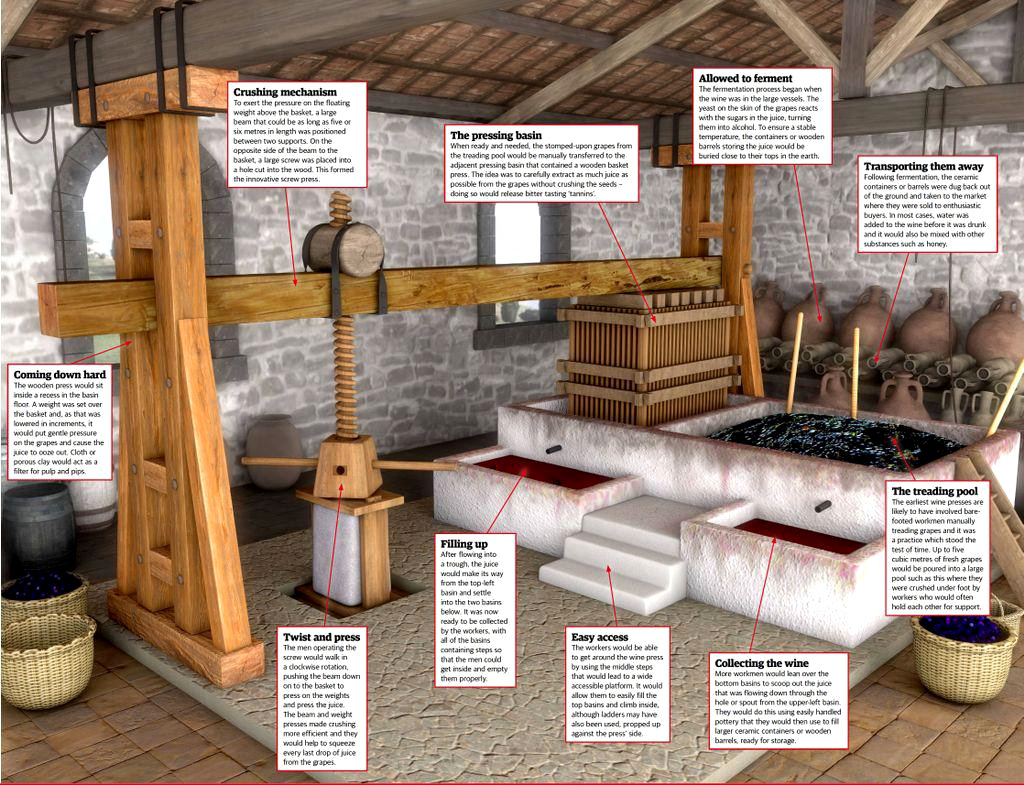 Crushing mechanism
To exert the pressure on the floating
weight above the basket, a large
beam that could be as long as five or
six metres in length was positioned
between two supports. On the
opposite side of the beam to the
basket, a large screw was placed into
a hole cut into the wood. This formed
the innovative screw press.
The pressing basin
When ready and needed, the stomped-upon grapes from
the treading pool would be manually transferred to the
adjacent pressing basin that contained a wooden basket
press. The idea was to carefully extract as much juice as
possible from the grapes without crushing the seeds –
doing so would release bitter tasting ‘tannins’.
Allowed to ferment
The fermentation process began when
the wine was in the large vessels. The
yeast on the skin of the grapes reacts
with the sugars in the juice, turning
them into alcohol. To ensure a stable
temperature, the containers or wooden
barrels storing the juice would be
buried close to their tops in the earth.
Transporting them away
Following fermentation, the ceramic
containers or barrels were dug back out
of the ground and taken to the market
where they were sold to enthusiastic
buyers. In most cases, water was
added to the wine before it was drunk
and it would also be mixed with other
substances such as honey.
Coming down hard
The wooden press would sit
inside a recess in the basin
floor. A weight was set over
the basket and, as that was
lowered in increments, it
would put gentle pressure
on the grapes and cause the
juice to ooze out. Cloth or
porous clay would act as a
filter for pulp and pips.
The treading pool
The earliest wine presses are
likely to have involved bare-
footed workmen manually
treading grapes and it was
a practice which stood the
test of time. Up to five
cubic metres of fresh grapes
would be poured into a large
pool such as this where they
were crushed under foot by
workers who would often
hold each other for support.
Filling up
After flowing into
a trough, the juice
would make its way
from the top-left
basin and settle
into the two basins
below. It was now
ready to be collected
by the workers, with
all of the basins
containing steps so
that the men could
get inside and empty
them properly.
Twist and press
The men operating the
screw would walk in
a clockwise rotation,
pushing the beam down
on to the basket to
press on the weights
and press the juice.
The beam and weight
presses made crushing
more efficient and they
would help to squeeze
every last drop of juice
from the grapes.
Easy access
The workers would be able
to get around the wine press
by using the middle steps
that would lead to a wide
accessible platform. It would
allow them to easily fill the
top basins and climb inside,
although ladders may have
also been used, propped up
against the press’ side.
Collecting the wine
More workmen would lean over the
bottom basins to scoop out the juice
that was flowing down through the
hole or spout from the upper-left basin.
They would do this using easily handled
pottery that they would then use to fill
larger ceramic containers or wooden
barrels, ready for storage.